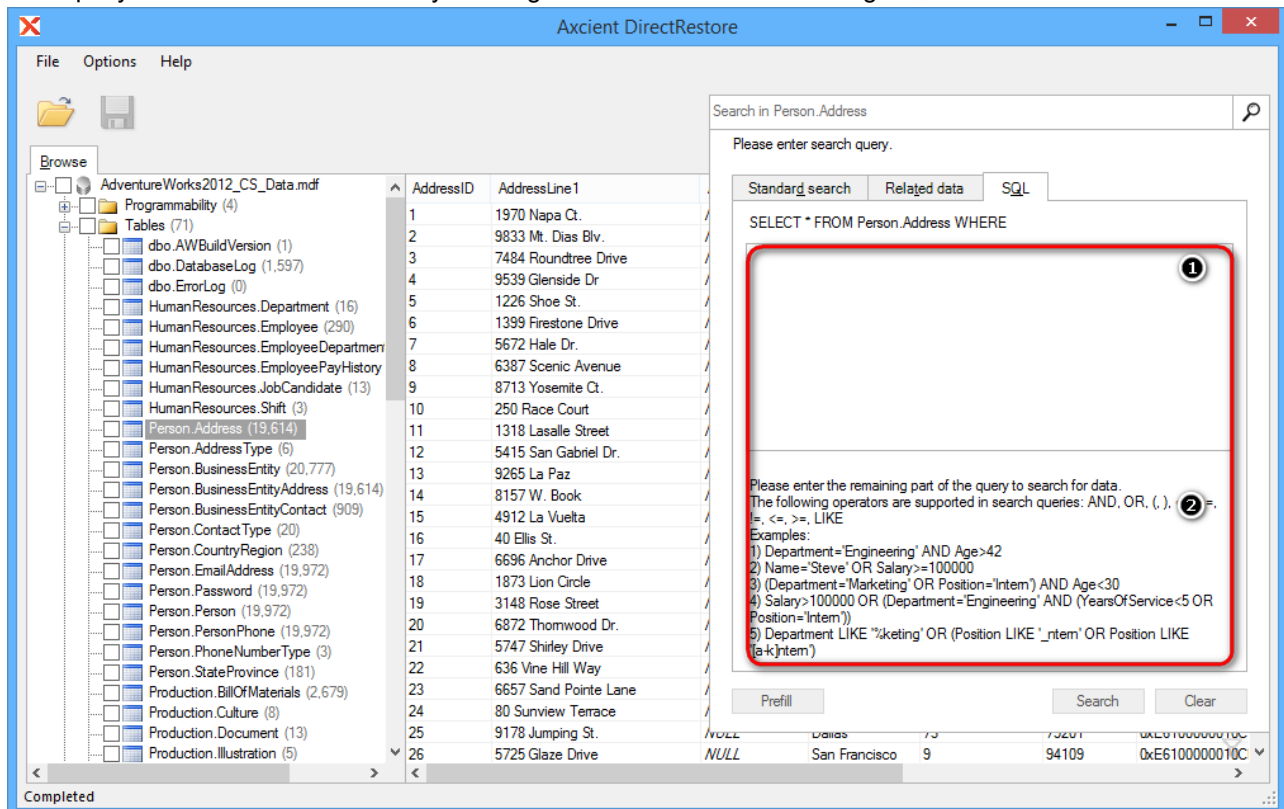 Axcient DirectRestore
File Options Help
Search in Person.Address
Please enter search query.
Browse
Standard search Related data SQL
SELECT * FROM Person.Address WHERE
AdventureWorks2012_CS_Data.mdf
Programmability (4)
Tables (71)
dbo.AWBuildVersion (1)
dbo.DatabaseLog (1,597)
dbo.ErrorLog (0)
HumanResources.Department (16)
HumanResources.Employee (290)
HumanResources.EmployeeDepartmen
HumanResources.EmployeePayHistory
HumanResources.JobCandidate (13)
HumanResources.Shift (3)
Person.Address (19,614)
Person.AddressType (6)
Person.BusinessEntity (20,777)
Person.BusinessEntityAddress (19,614)
Person.BusinessEntityContact (909)
Person.ContactType (20)
Person.CountryRegion (238)
Person.EmailAddress (19,972)
Person.Password (19,972)
Person.Person (19,972)
Person.PersonPhone (19,972)
Person.PhoneNumberType (3)
Person.StateProvince (181)
Production.BillOfMaterials (2,679)
Production.Culture (8)
Production.Document (13)
Production.Illustration (5)
AddressID AddressLine1
1 1970 Napa Ct.
2 9833 Mt. Dias Blv.
3 7484 Roundtree Drive
4 9539 Glenside Dr
5 1226 Shoe St.
6 1399 Firestone Drive
7 5672 Hale Dr.
8 6387 Scenic Avenue
9 8713 Yosemite Ct.
10 250 Race Court
11 1318 Lasalle Street
12 5415 San Gabriel Dr.
13 9265 La Paz
14 8157 W. Book
15 4912 La Vuelta
16 40 Ellis St.
17 6696 Anchor Drive
18 1873 Lion Circle
19 3148 Rose Street
20 6872 Thornwood Dr.
21 5747 Shirley Drive
22 636 Vine Hill Way
23 6657 Sand Pointe Lane
24 80 Sunview Terrace
25 9178 Jumping St. NULL Dallas 73 75201 0xE6100000010C
26 5725 Glaze Drive NULL San Francisco 9 94109 0xE6100000010C
1
Please enter the remaining part of the query to search for data.
The following operators are supported in search queries: AND, OR, (, ), 2 =,
!=, <=, >=, LIKE
Examples:
1) Department='Engineering' AND Age>42
2) Name='Steve' OR Salary>=100000
3) (Department='Marketing' OR Position='Intern') AND Age<30
4) Salary>100000 OR (Department='Engineering' AND (YearsOfService<5 OR
Position='Intern'))
5) Department LIKE '%keting' OR (Position LIKE '_ntern' OR Position LIKE
'[a-k]ntern')
Prefill Search Clear
Completed